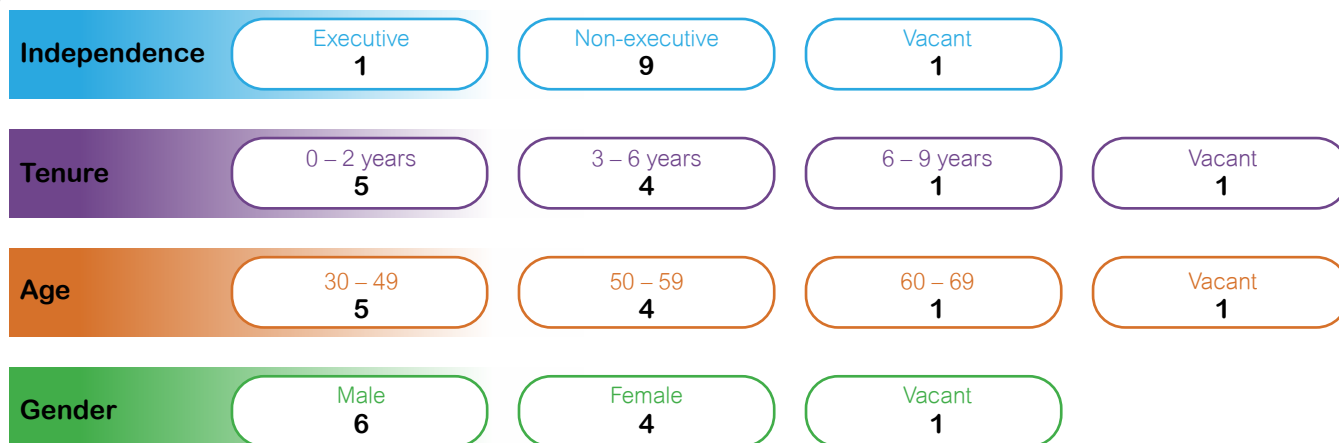 Independence
Executive
1
Non-executive
9
Vacant
1
Tenure
0 – 2 years
5
3 – 6 years
4
6 – 9 years
1
Vacant
1
Age
30 – 49
5
50 – 59
4
60 – 69
1
Vacant
1
Gender
Male
6
Female
4
Vacant
1